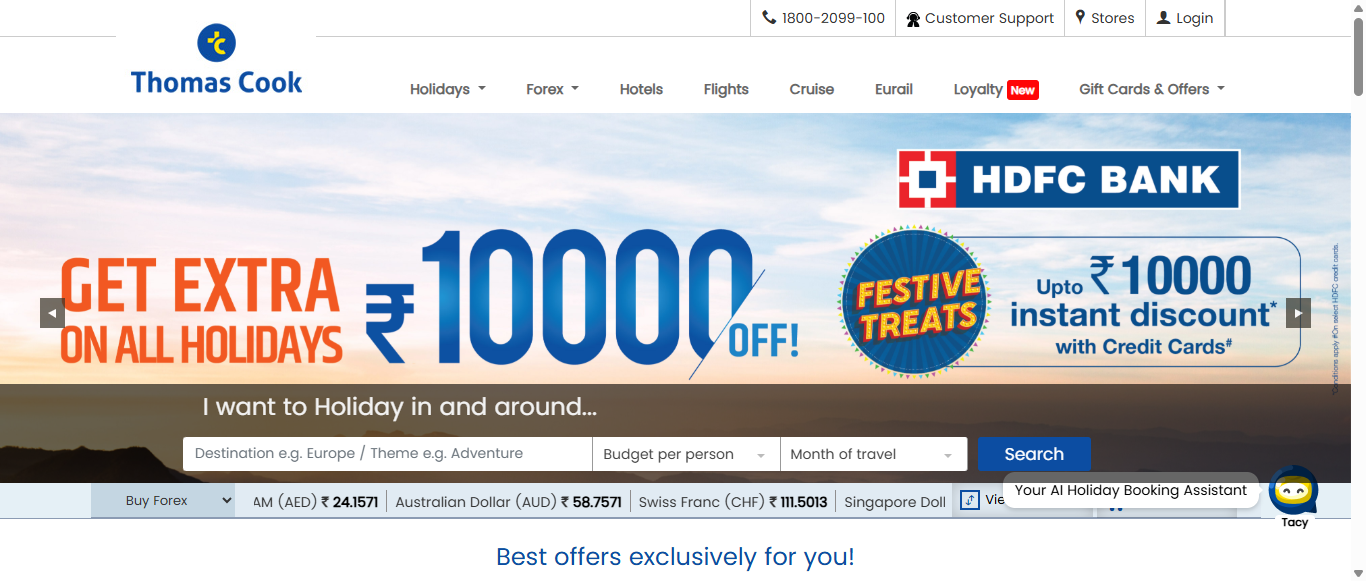 1800-2099-100
Customer Support
Stores
Login
Thomas Cook
Holidays
Forex
Hotels
Flights
Cruise
Eurail
Loyalty New
Gift Cards & Offers
HDFC BANK
GET EXTRA
ON ALL HOLIDAYS
₹10000
OFF!
FESTIVE
TREATS
Upto ₹10000
instant discount*
with Credit Cards#
*Conditions apply #On select HDFC credit cards.
I want to Holiday in and around...
Destination e.g. Europe / Theme e.g. Adventure
Budget per person
Month of travel
Search
Buy Forex
AM (AED) ₹ 24.1571
Australian Dollar (AUD) ₹ 58.7571
Swiss Franc (CHF) ₹ 111.5013
Singapore Doll
Vie
Your AI Holiday Booking Assistant
Tacy
Best offers exclusively for you!